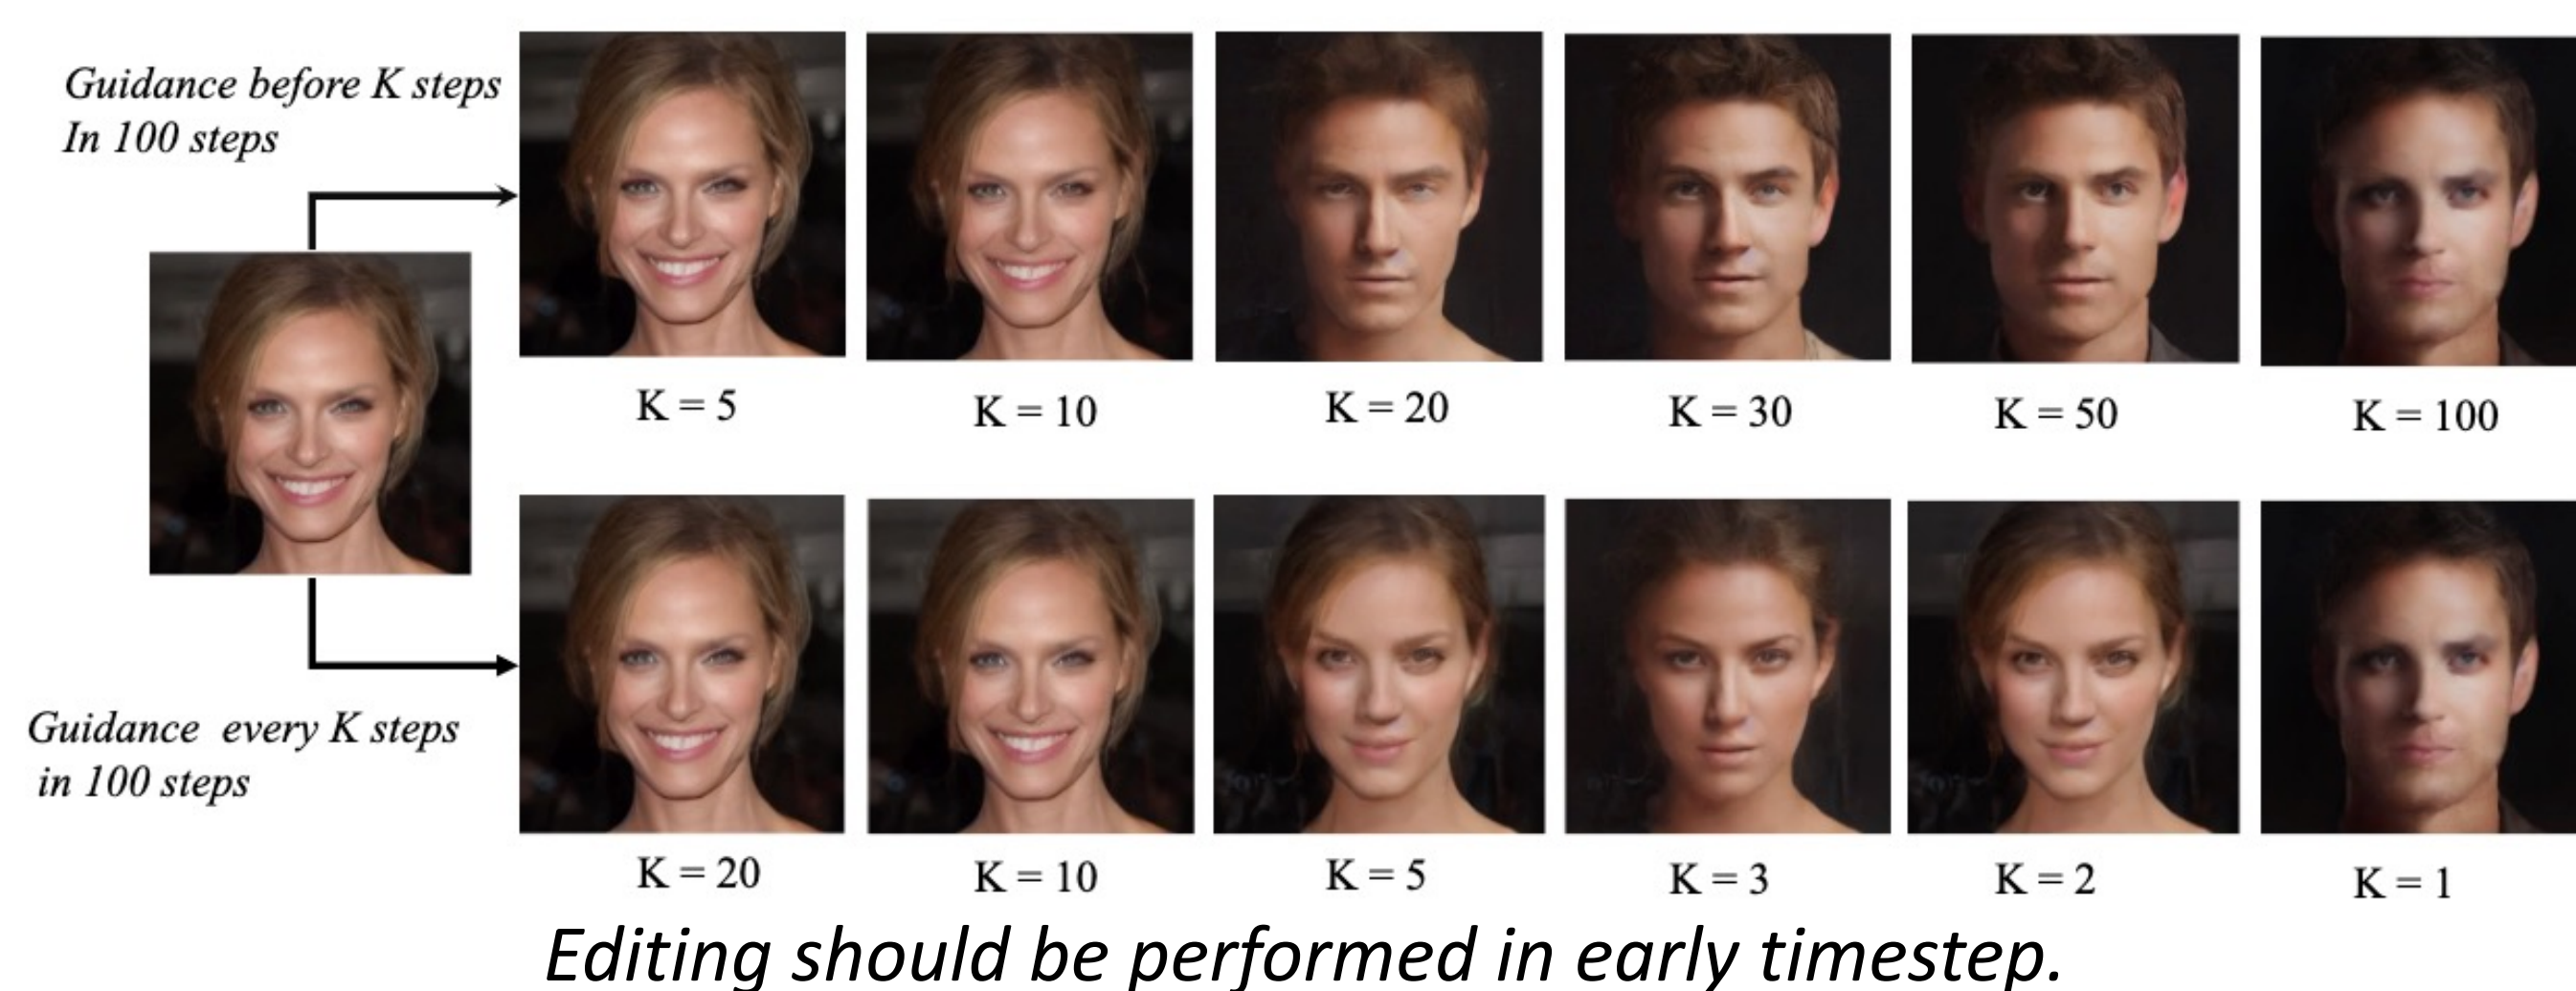 Guidance before K steps
In 100 steps
K = 5
K = 10
K = 20
K = 30
K = 50
K = 100
Guidance every K steps
in 100 steps
K = 20
K = 10
K = 5
K = 3
K = 2
K = 1
Editing should be performed in early timestep.